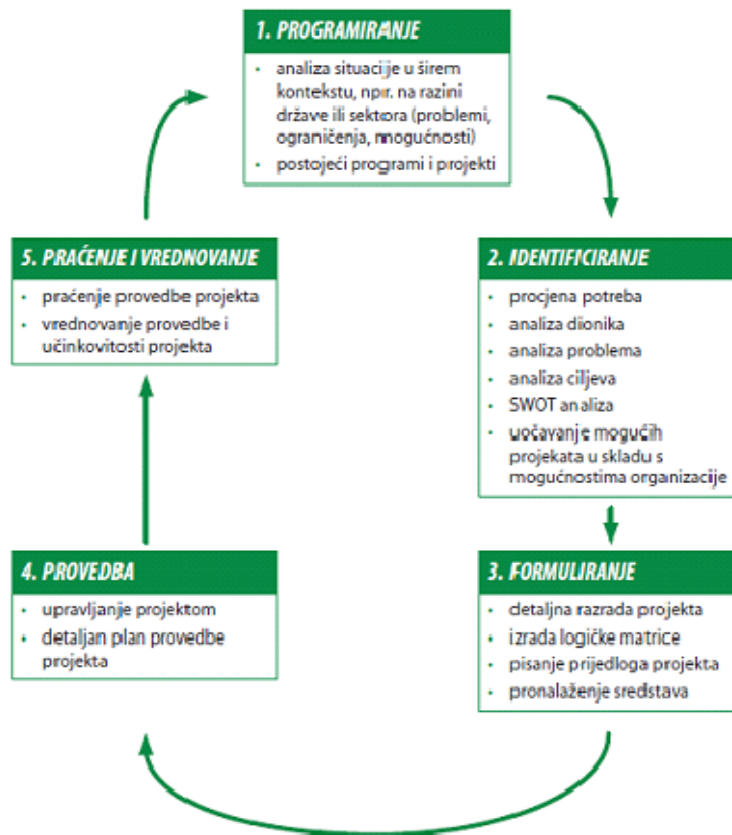 1. PROGRAMIRANJE
• analiza situacije u širem
kontekstu, npr. na razini
države ili sektora (problemi,
ograničenja, mogućnosti)
• postojeći programi i projekti
2. IDENTIFICIRANJE
• procjena potreba
• analiza dionika
• analiza problema
• analiza ciljeva
• SWOT analiza
• uočavanje mogućih
projekata u skladu s
mogućnostima organizacije
3. FORMULIRANJE
• detaljna razrada projekta
• izrada logičke matrice
• pisanje prijedloga projekta
• pronalaženje sredstava
4. PROVEDBA
• upravljanje projektom
• detaljan plan provedbe
projekta
5. PRAĆENJE I VREDNOVANJE
• praćenje provedbe projekta
• vrednovanje provedbe i
učinkovitosti projekta